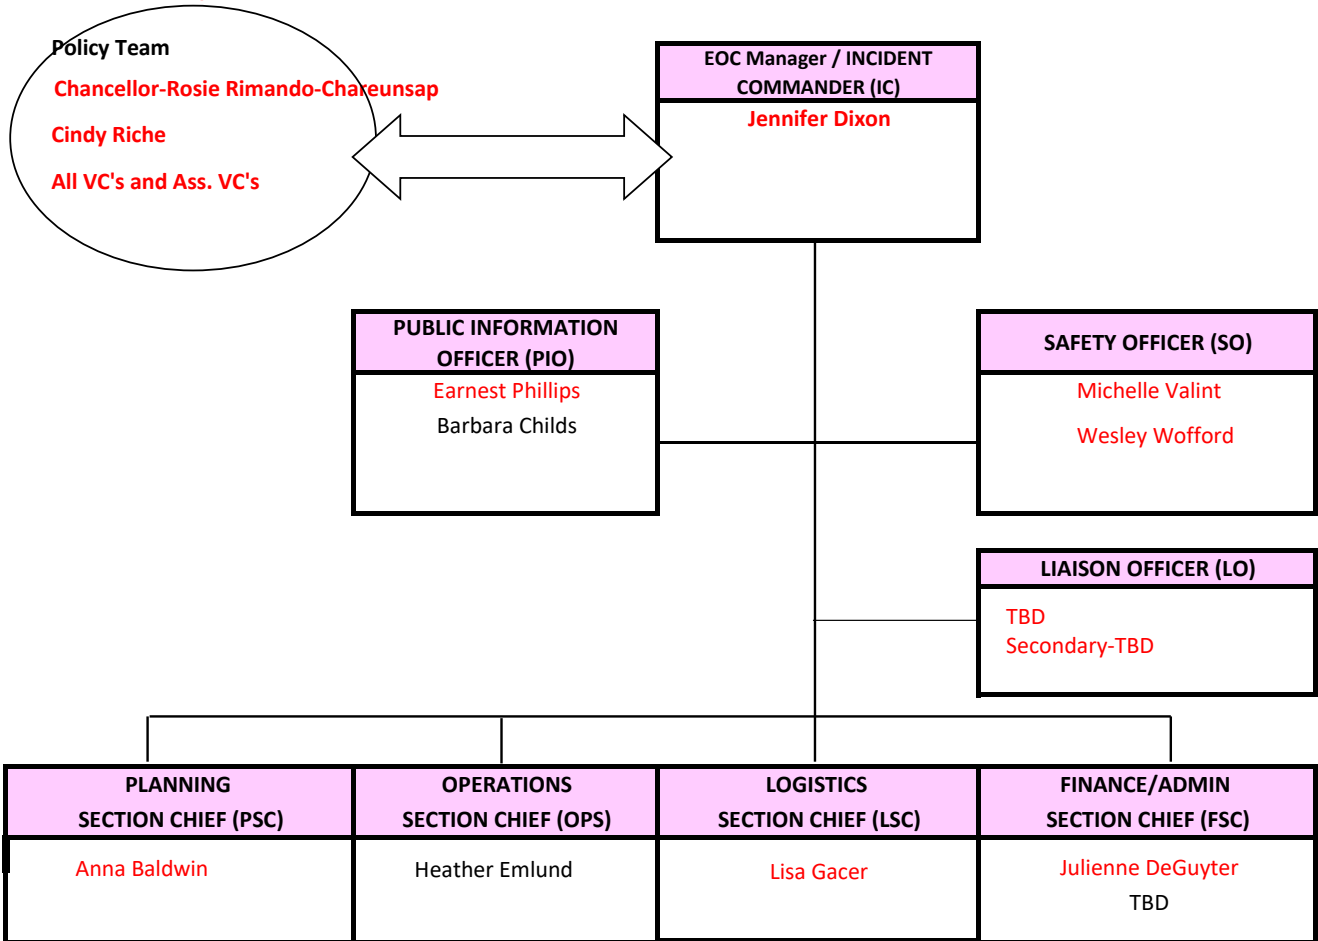 Policy Team
Chancellor-Rosie Rimando-Chareunsap
Cindy Riche
All VC's and Ass. VC's
EOC Manager / INCIDENT
COMMANDER (IC)
Jennifer Dixon
PUBLIC INFORMATION
OFFICER (PIO)
Earnest Phillips
Barbara Childs
SAFETY OFFICER (SO)
Michelle Valint
Wesley Wofford
LIAISON OFFICER (LO)
TBD
Secondary-TBD
PLANNING
SECTION CHIEF (PSC)
Anna Baldwin
OPERATIONS
SECTION CHIEF (OPS)
Heather Emlund
LOGISTICS
SECTION CHIEF (LSC)
Lisa Gacer
FINANCE/ADMIN
SECTION CHIEF (FSC)
Julienne DeGuyter
TBD